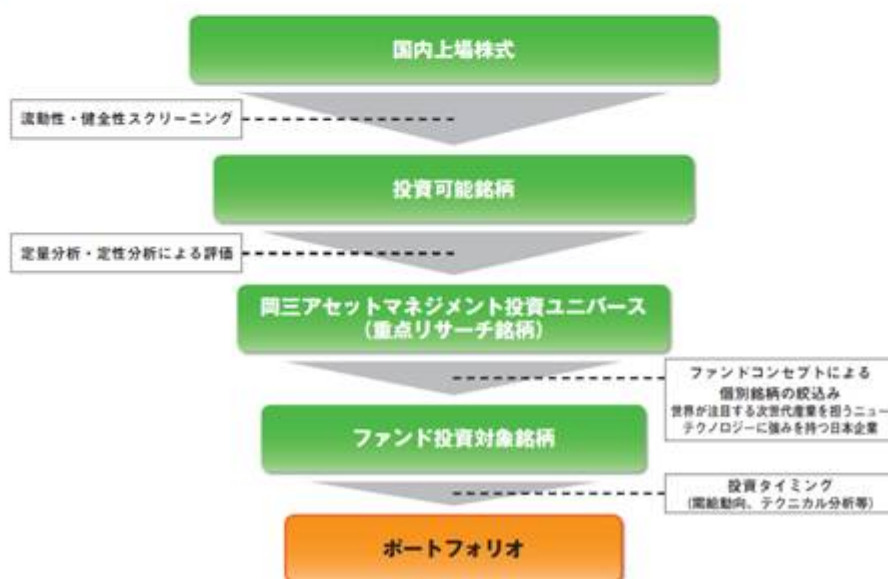 国内上場株式
流動性・健全性スクリーニング
投資可能銘柄
定量分析・定性分析による評価
岡三アセットマネジメント投資ユニバース
(重点リサーチ銘柄)
ファンドコンセプトによる
個別銘柄の絞込み
世界が注目する次世代産業を担うニュー
テクノロジーに強みを持つ日本企業
ファンド投資対象銘柄
投資タイミング
(需給動向、テクニカル分析等)
ポートフォリオ